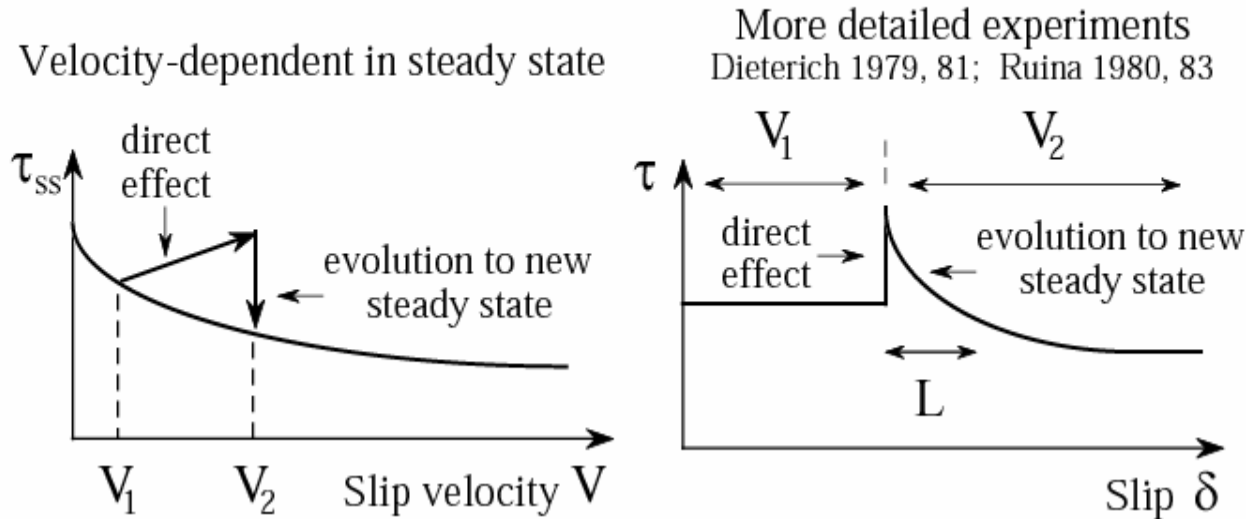 Velocity-dependent in steady state
τss
direct
effect
evolution to new
steady state
V1
V2
Slip velocity V
More detailed experiments
Dieterich 1979, 81; Ruina 1980, 83
V1
V2
τ
direct
effect
evolution to new
steady state
L
Slip δ